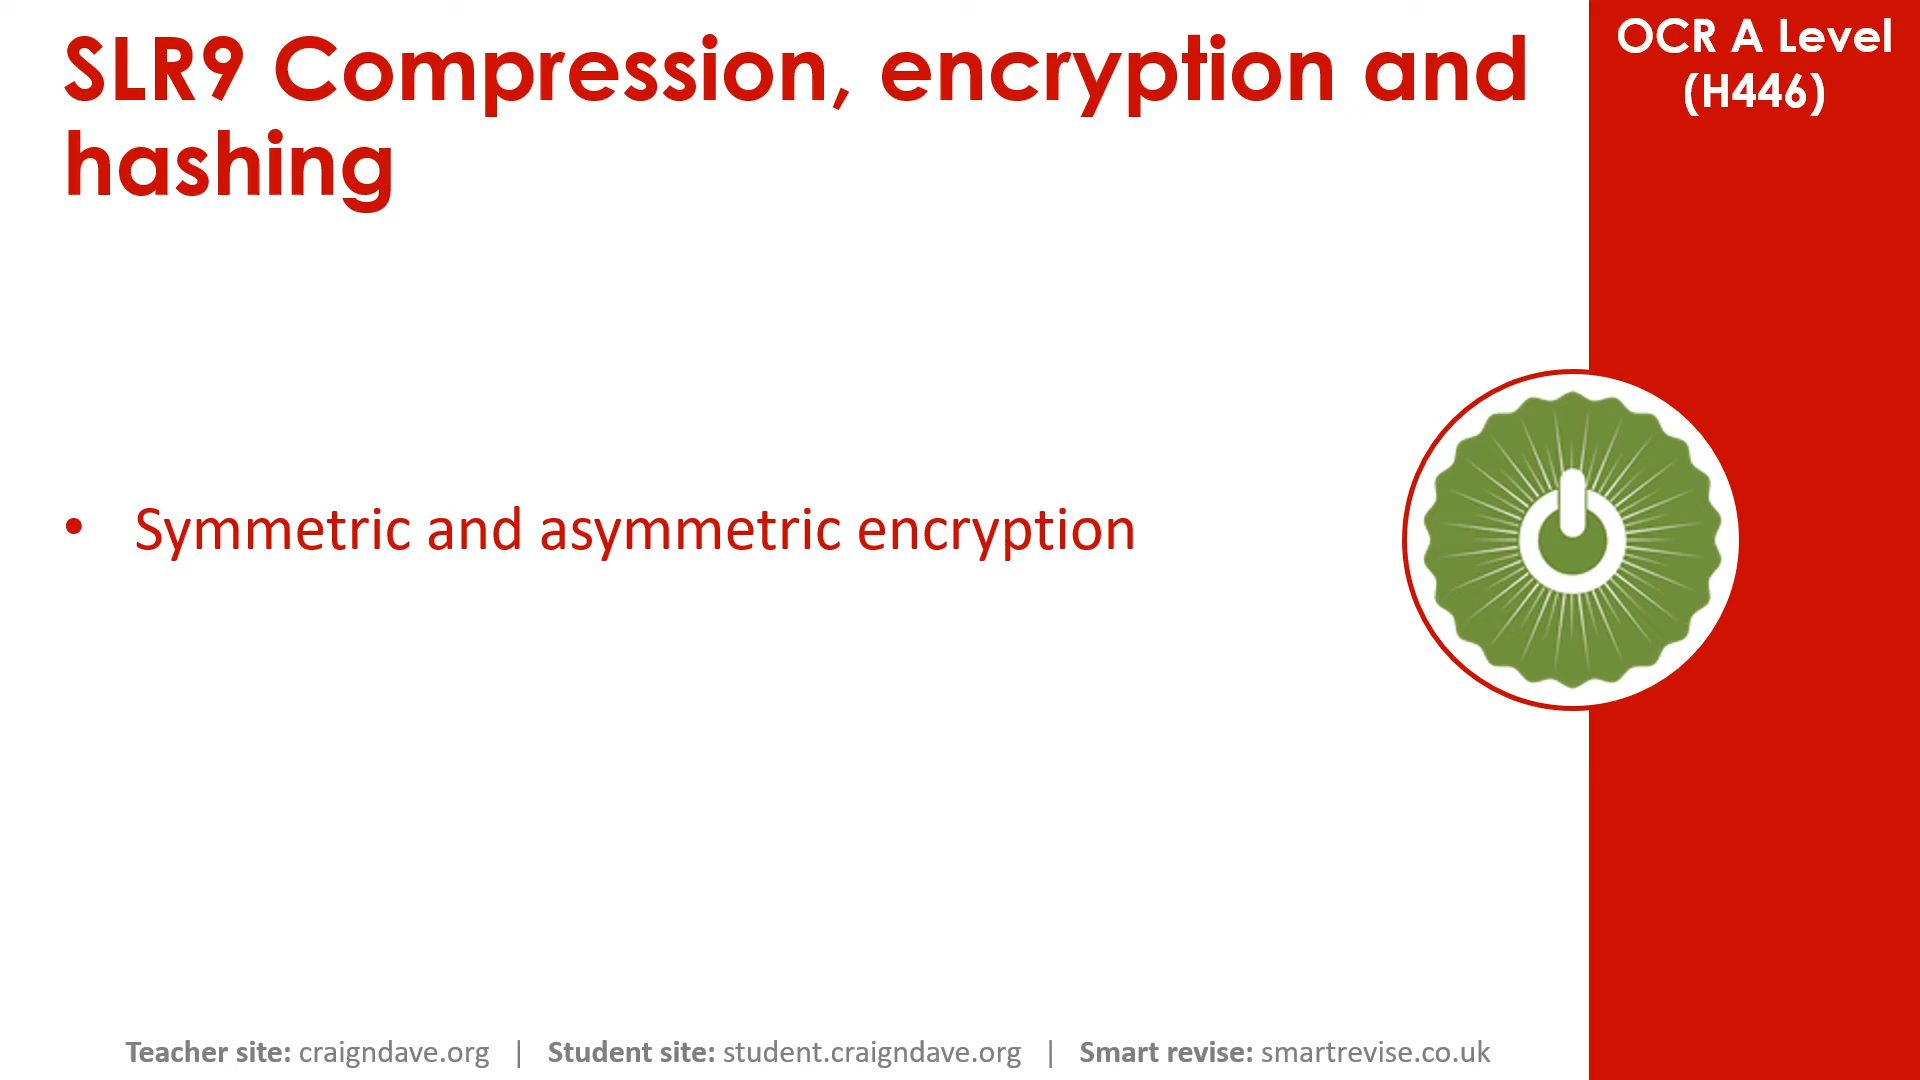 SLR9 Compression, encryption and
hashing
OCR A Level
(H446)
• Symmetric and asymmetric encryption
Teacher site: craigndave.org | Student site: student.craigndave.org | Smart revise: smartrevise.co.uk